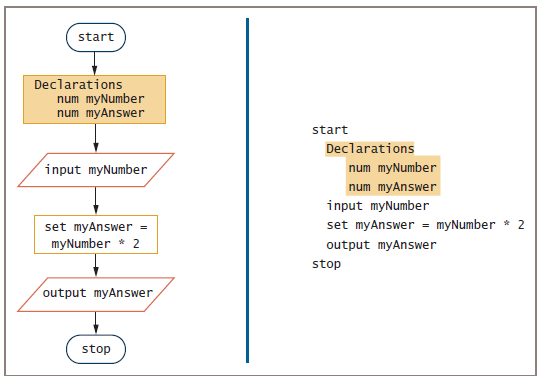 start
Declarations
num myNumber
num myAnswer
input myNumber
set myAnswer =
myNumber * 2
output myAnswer
stop
start
Declarations
num myNumber
num myAnswer
input myNumber
set myAnswer = myNumber * 2
output myAnswer
stop